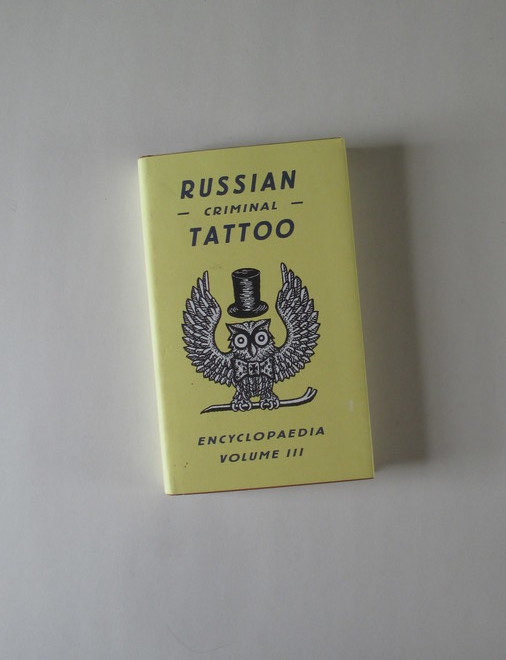 RUSSIAN
— CRIMINAL —
TATTOO
ENCYCLOPAEDIA
VOLUME III